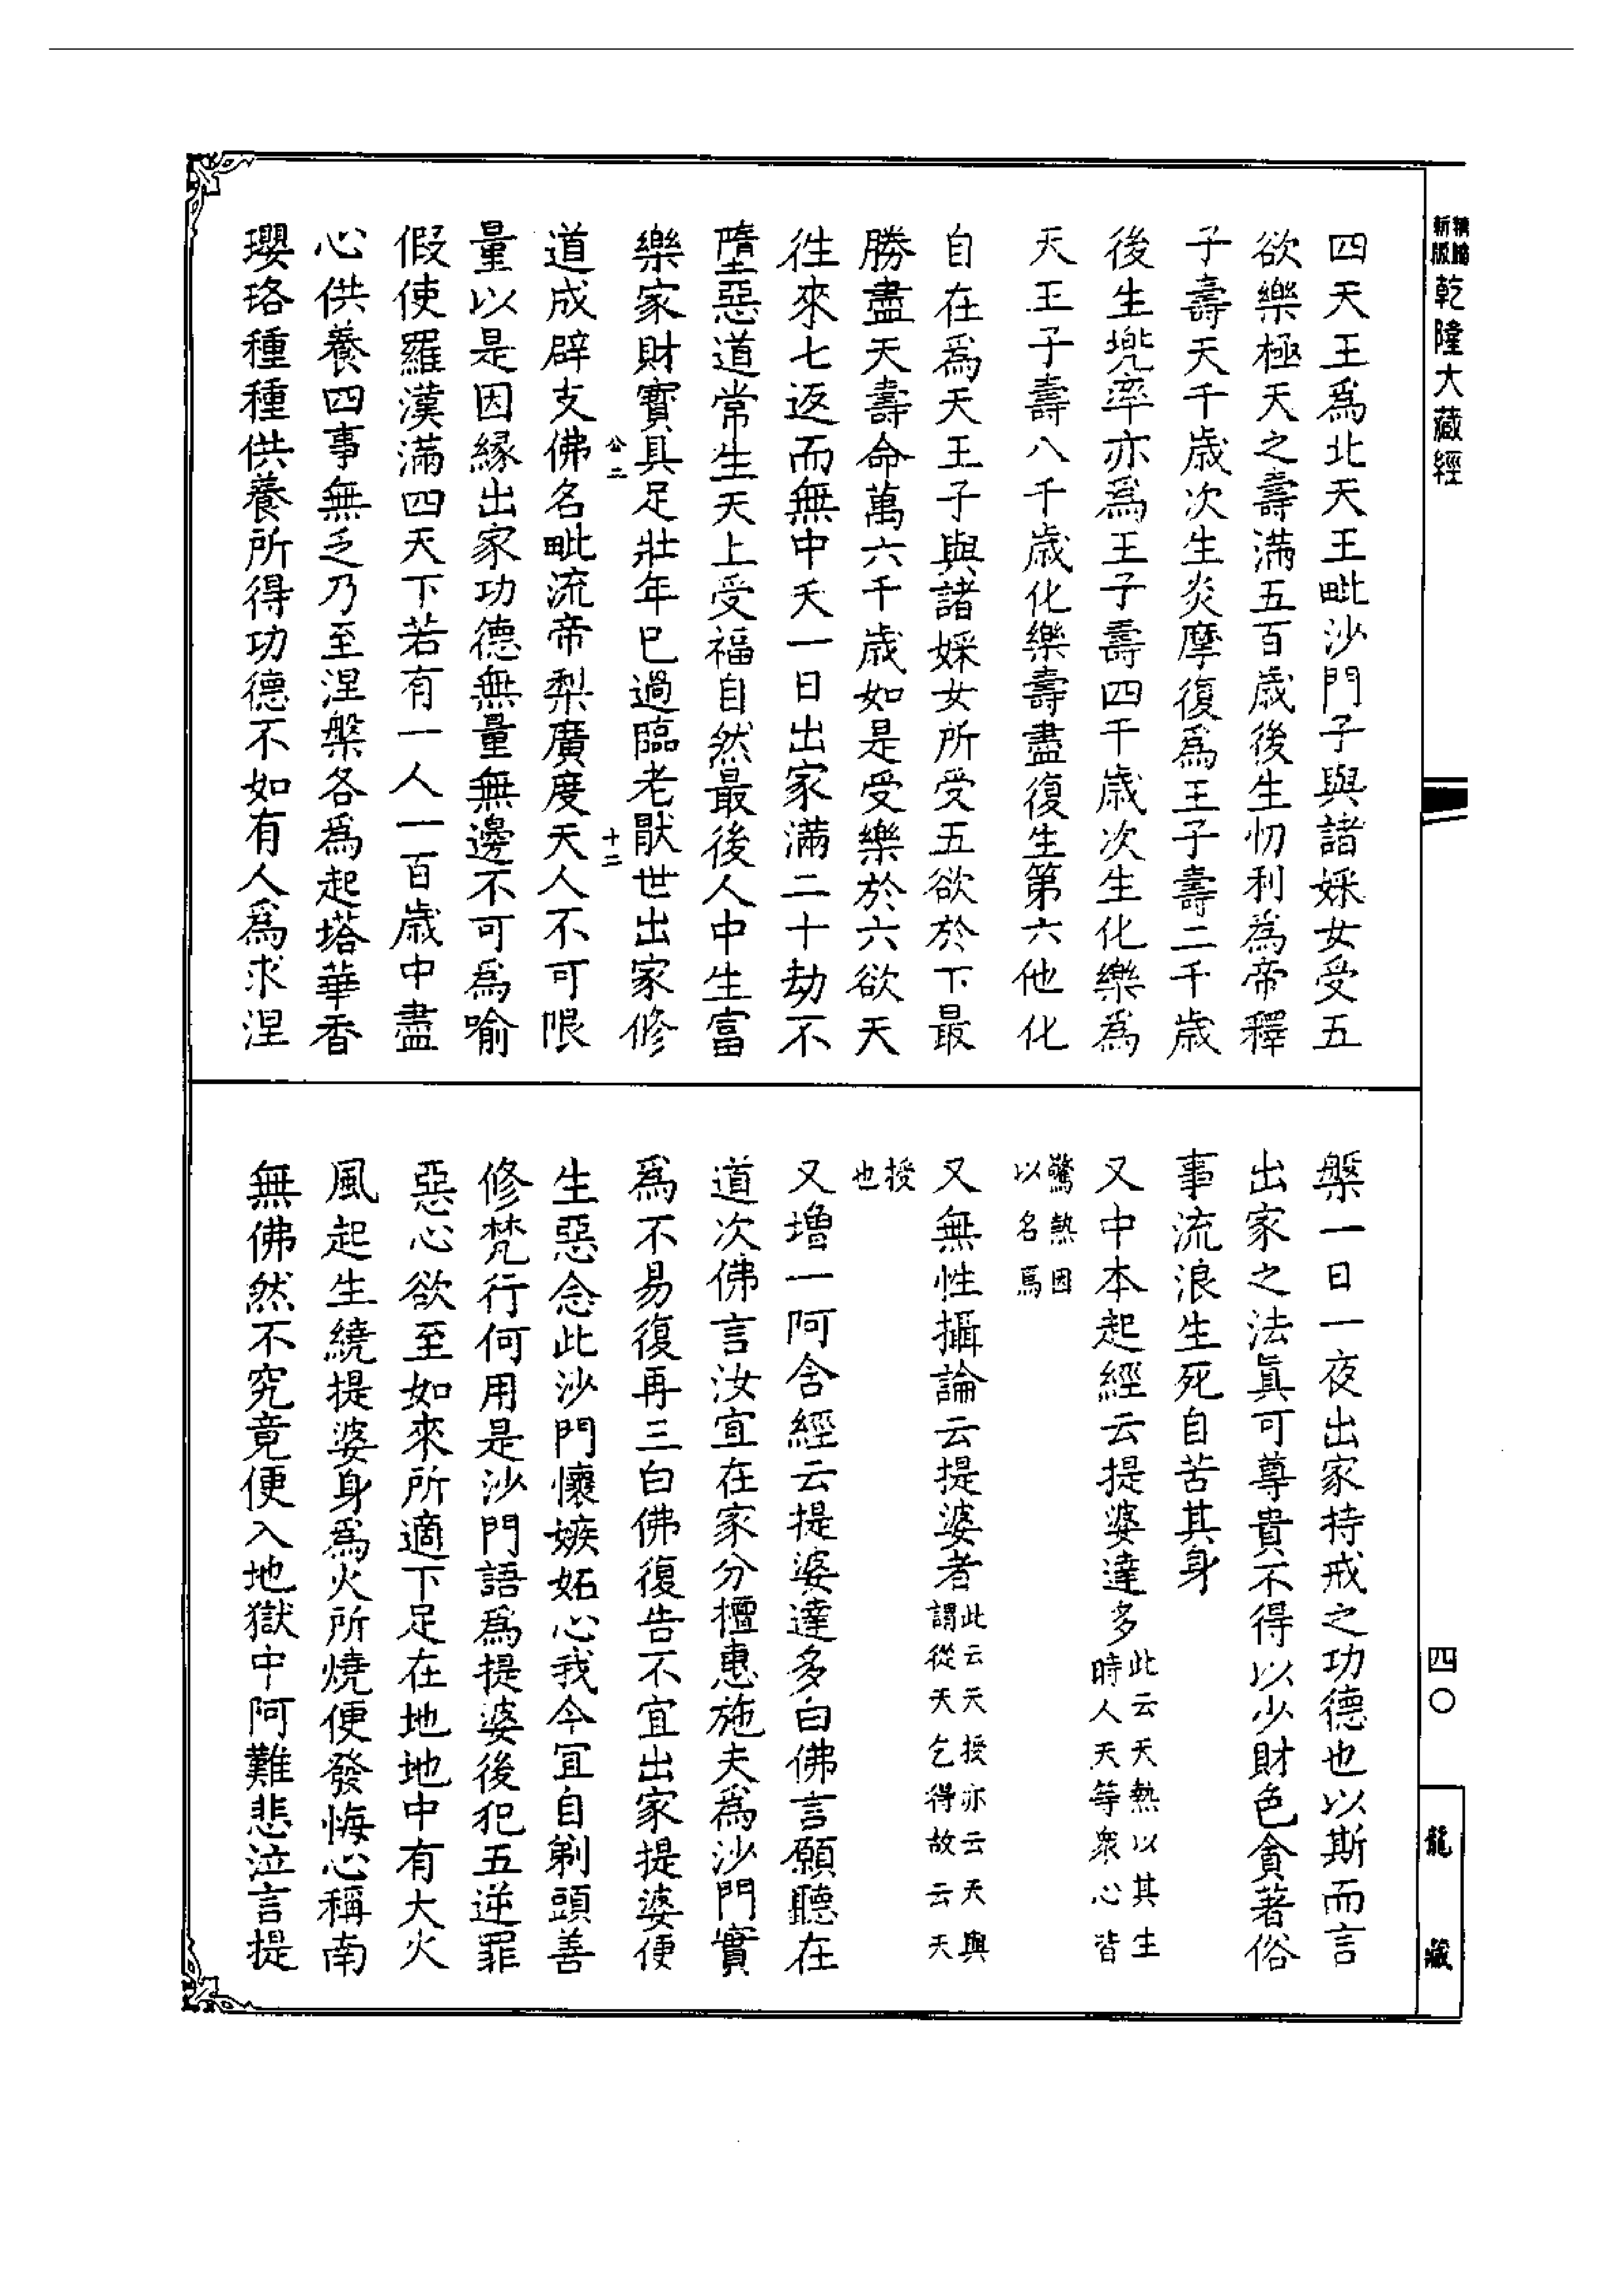 新版精縮乾隆大藏經
四天王為北天王毗沙門子與諸婇女受五
欲樂極天之壽滿五百歲後生忉利為帝釋
子壽天千歲次生炎摩復為王子壽二千歲
後生兜率亦為王子壽四千歲次生化樂為
天王子壽八千歲化樂壽盡復生第六他化
自在為天王子與諸婇女所受五欲於下最
勝盡天壽命萬六千歲如是受樂於六欲天
往來七返而無中夭一日出家滿二十劫不
墮惡道常生天上受福自然最後人中生富
樂家財寶具足壯年已過臨老猒世出家修
公二
十二
道成辟支佛名毗流帝梨廣度天人不可限
量以是因緣出家功德無量無邊不可為喻
假使羅漢滿四天下若有一人一百歲中盡
心供養四事無乏乃至涅槃各為起塔華香
瓔珞種種供養所得功德不如有人為求涅
槃一日一夜出家持戒之功德也以斯而言
出家之法真可尊貴不得以少財色貪著俗
事流浪生死自苦其身
又中本起經云提婆達多此云天熱以其生時人天等眾心皆
驚熱因以名焉
又無性攝論云提婆者此云天授亦云天與謂從天乞得故云天
授也
又增一阿含經云提婆達多白佛言願聽在
道次佛言汝宜在家分檀惠施夫為沙門實
為不易復再三白佛復告不宜出家提婆便
生惡念此沙門懷嫉妬心我今宜自剃頭善
修梵行何用是沙門語為提婆後犯五逆罪
惡心欲至如來所適下足在地地中有大火
風起生繞提婆身為火所燒便發悔心稱南
無佛然不究竟便入地獄中阿難悲泣言提
四〇
龍藏